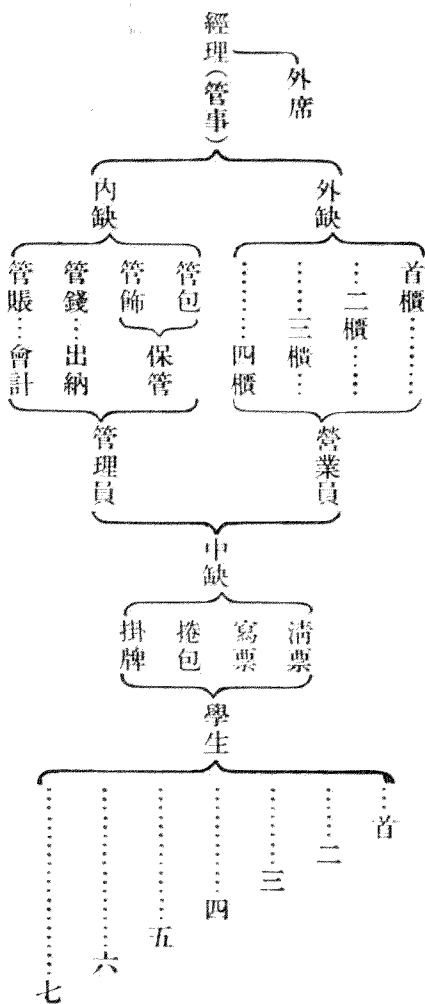 經理(管事)
外席
外缺
內缺
首櫃
二櫃
三櫃
四櫃
管包
管飾
保管
管錢 出納
管賬 會計
營業員
管理員
中缺
清票
寫票
捲包
掛牌
學生
首
二
三
四
五
六
七